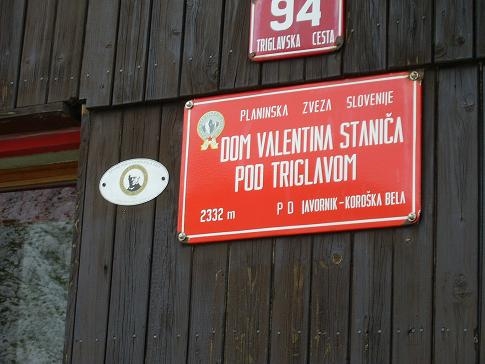 94
TRIGLAVSKA CESTA
PLANINSKA ZVEZA SLOVENIJE
DOM VALENTINA STANIČA
POD TRIGLAVOM
2332 m P D JAVORNIK-KOROŠKA BELA